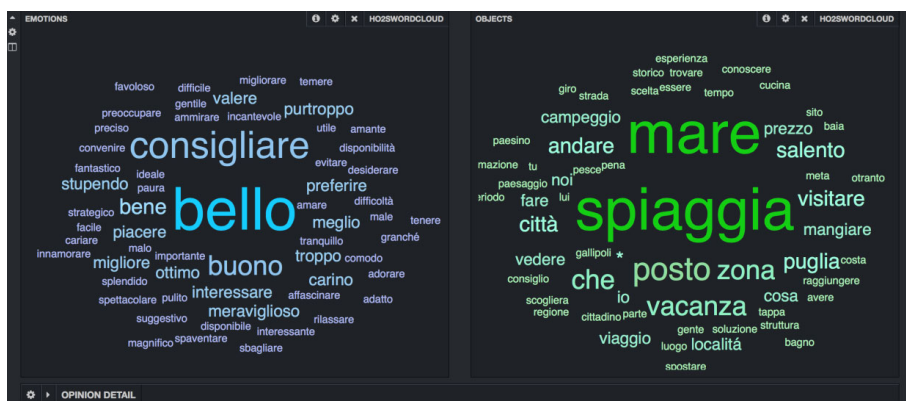 EMOTIONS
HO2SWORDCLOUD
favoloso difficile migliorare temere
gentile valere
preoccupare ammirare incantevole purtroppo
preciso utile amante
convenire consigliare disponibilità
evitare
fantastico ideale desiderare
stupendo paura preferire
bello amare difficoltà
strategico bene meglio male tenere
facile piacere
cariare malo tranquillo granché
innamorare importante troppo comodo
migliore ottimo buono adorare
splendido carino
spettacolare pulito interessare affascinare adatto
meraviglioso
suggestivo disponibile rilassare
interessante
magnifico spaventare sbagliare
OBJECTS
HO2SWORDCLOUD
esperienza
storico trovare conoscere
giro strada scelta essere tempo cucina
campeggio sito
mare prezzo baia
paesino andare salento
mazione tu pesce pena meta otranto
paesaggio noi
riodo fare lui spiaggia visitare
città mangiare
vedere gallipoli * puglia costa
consiglio che posto zona raggiungere
scogliera io cosa avere
regione vacanza tappa
cittadino parte
viaggio gente soluzione struttura
luogo localitá bagno
spostare
OPINION DETAIL